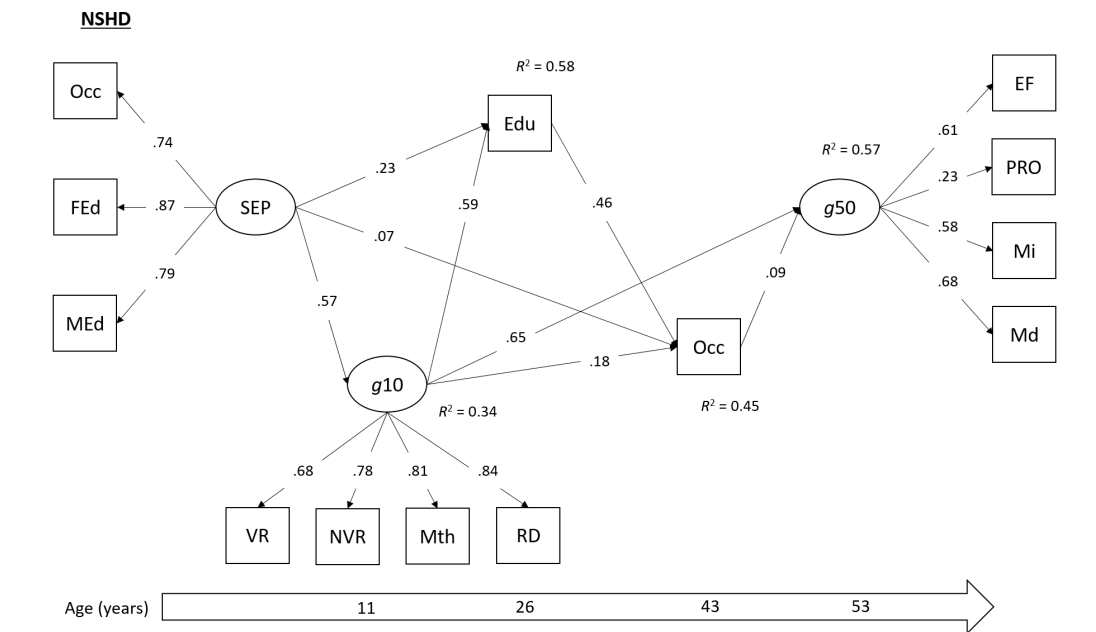 NSHD
R² = 0.58
Occ
EF
Edu
.74
.61
R² = 0.57
PRO
.23
.23
FEd
.87
SEP
.59
.46
g50
.58
Mi
.07
.79
.09
.68
.57
MEd
.65
Occ
Md
.18
g10
R² = 0.34
R² = 0.45
.68
.78
.81
.84
VR
NVR
Mth
RD
Age (years)
11
26
43
53